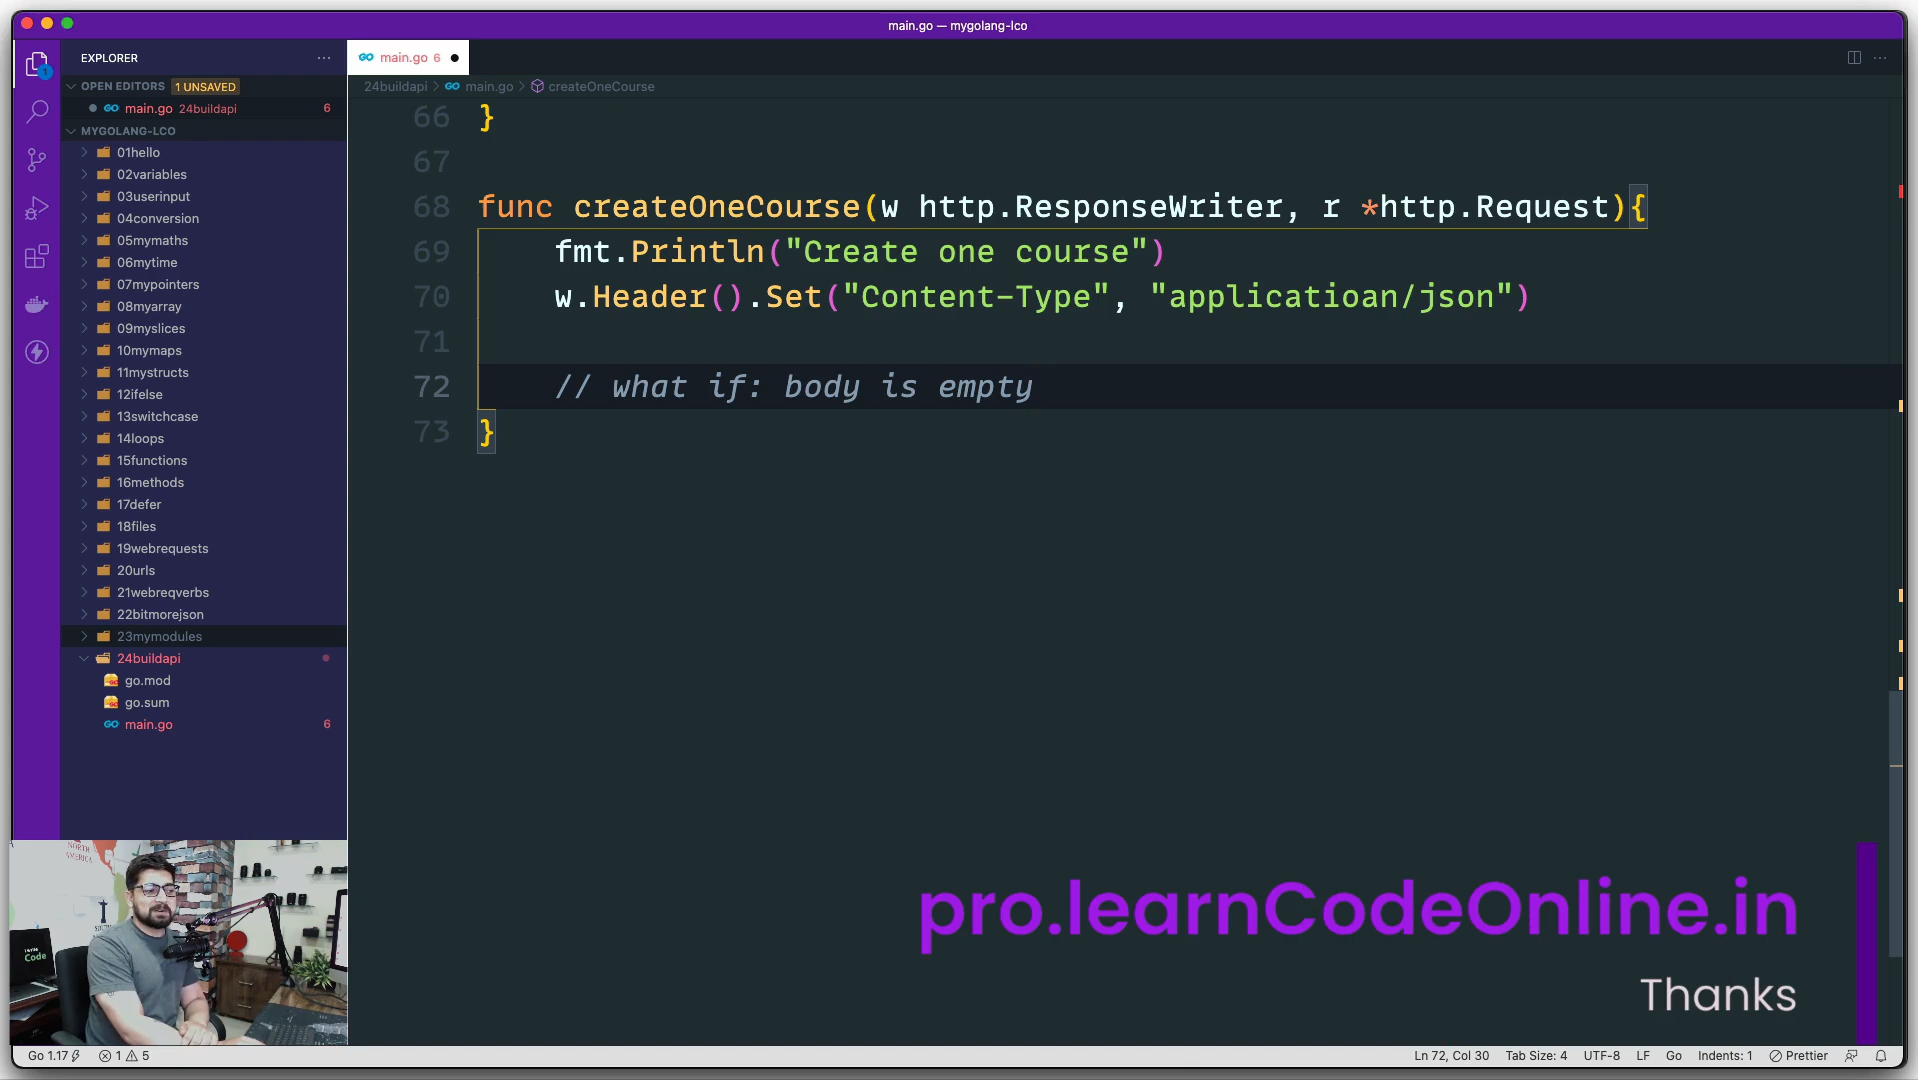 main.go — mygolang-lco
EXPLORER
main.go 6
OPEN EDITORS 1 UNSAVED
24buildapi main.go createOneCourse
main.go 24buildapi 6
MYGOLANG-LCO
01hello
02variables
03userinput
04conversion
05mymaths
06mytime
07mypointers
08myarray
09myslices
10mymaps
11mystructs
12ifelse
13switchcase
14loops
15functions
16methods
17defer
18files
19webrequests
20urls
21webreqverbs
22bitmorejson
23mymodules
24buildapi
go.mod
go.sum
main.go 6
66 }
67
68 func createOneCourse(w http.ResponseWriter, r *http.Request){
69 fmt.Println("Create one course")
70 w.Header().Set("Content-Type", "applicatioan/json")
71
72 // what if: body is empty
73 }
1
NORTH
AMERICA
Code
pro.learnCodeOnline.in
Thanks
Go 1.17 1 5 Ln 72, Col 30 Tab Size: 4 UTF-8 LF Go Indents: 1 Prettier